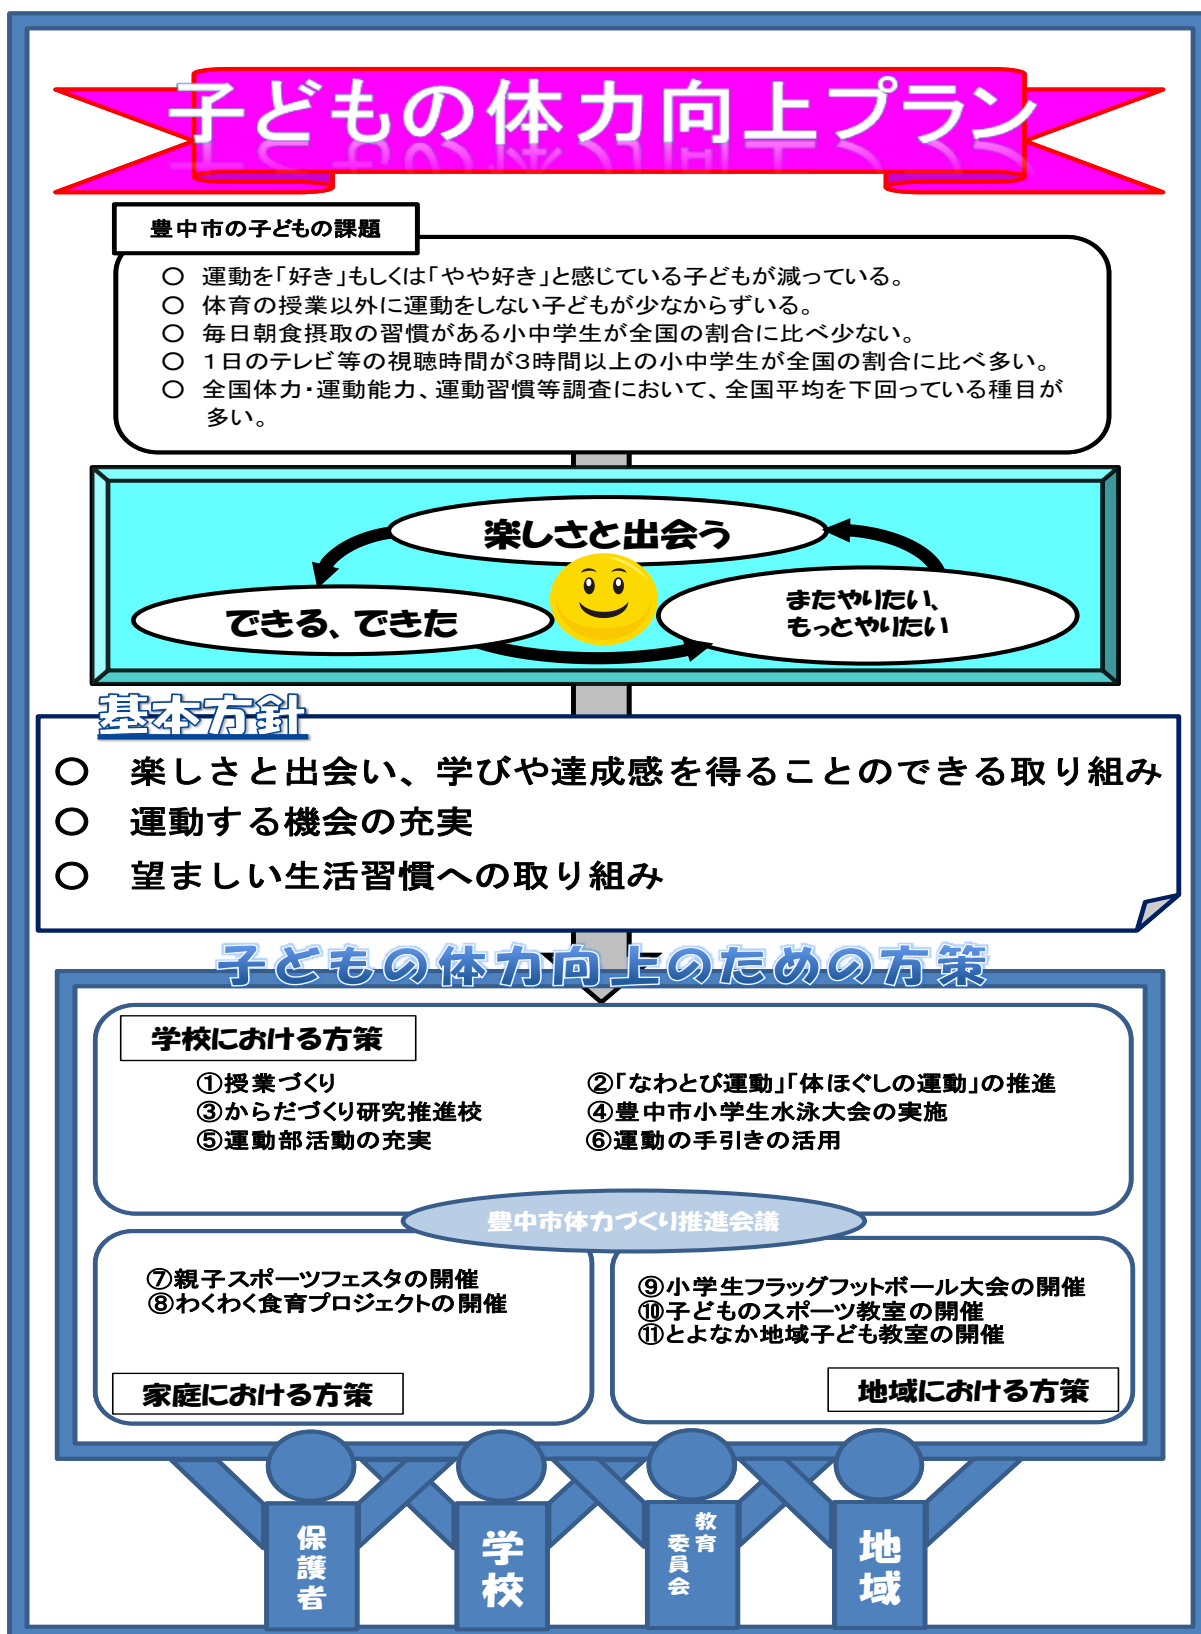 子どもの体力向上プラン
豊中市の子どもの課題
○ 運動を「好き」もしくは「やや好き」と感じている子どもが減っている。
○ 体育の授業以外に運動をしない子どもが少なからずいる。
○ 毎日朝食摂取の習慣がある小中学生が全国の割合に比べ少ない。
○ 1日のテレビ等の視聴時間が3時間以上の小中学生が全国の割合に比べ多い。
○ 全国体力・運動能力、運動習慣等調査において、全国平均を下回っている種目が
多い。
楽しさと出会う
できる、できた
またやりたい、
もっとやりたい
基本方針
○ 楽しさと出会い、学びや達成感を得ることのできる取り組み
○ 運動する機会の充実
○ 望ましい生活習慣への取り組み
子どもの体力向上のための方策
学校における方策
①授業づくり
②「なわとび運動」「体ほぐしの運動」の推進
③からだづくり研究推進校
④豊中市小学生水泳大会の実施
⑤運動部活動の充実
⑥運動の手引きの活用
豊中市体力づくり推進会議
⑦親子スポーツフェスタの開催
⑧わくわく食育プロジェクトの開催
家庭における方策
⑨小学生フラッグフットボール大会の開催
⑩子どものスポーツ教室の開催
⑪とよなか地域子ども教室の開催
地域における方策
保護者
学校
教育
委員会
地域